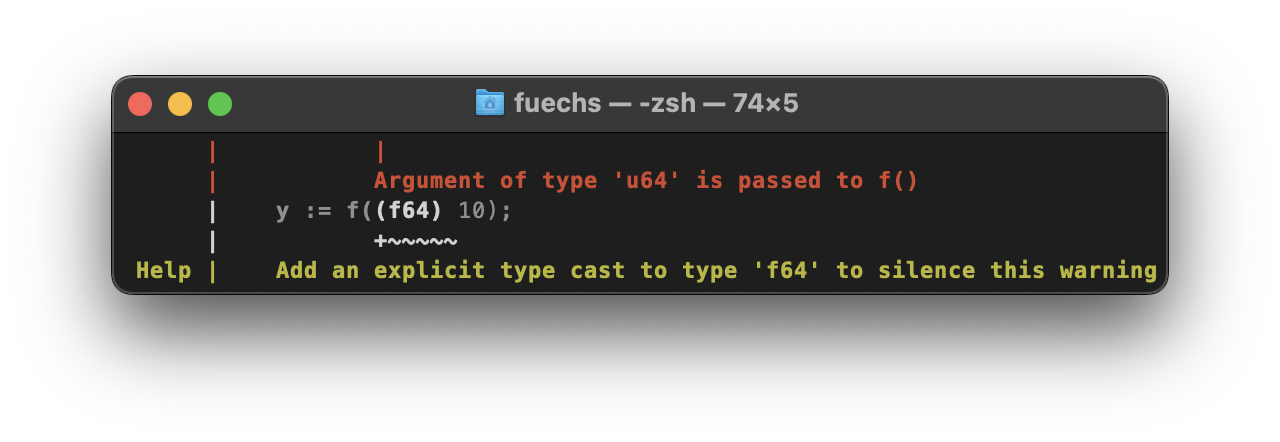 fuechs — -zsh — 74×5
|           |
|           Argument of type 'u64' is passed to f()
|    y := f((f64) 10);
|           +~~~~~
Help |    Add an explicit type cast to type 'f64' to silence this warning